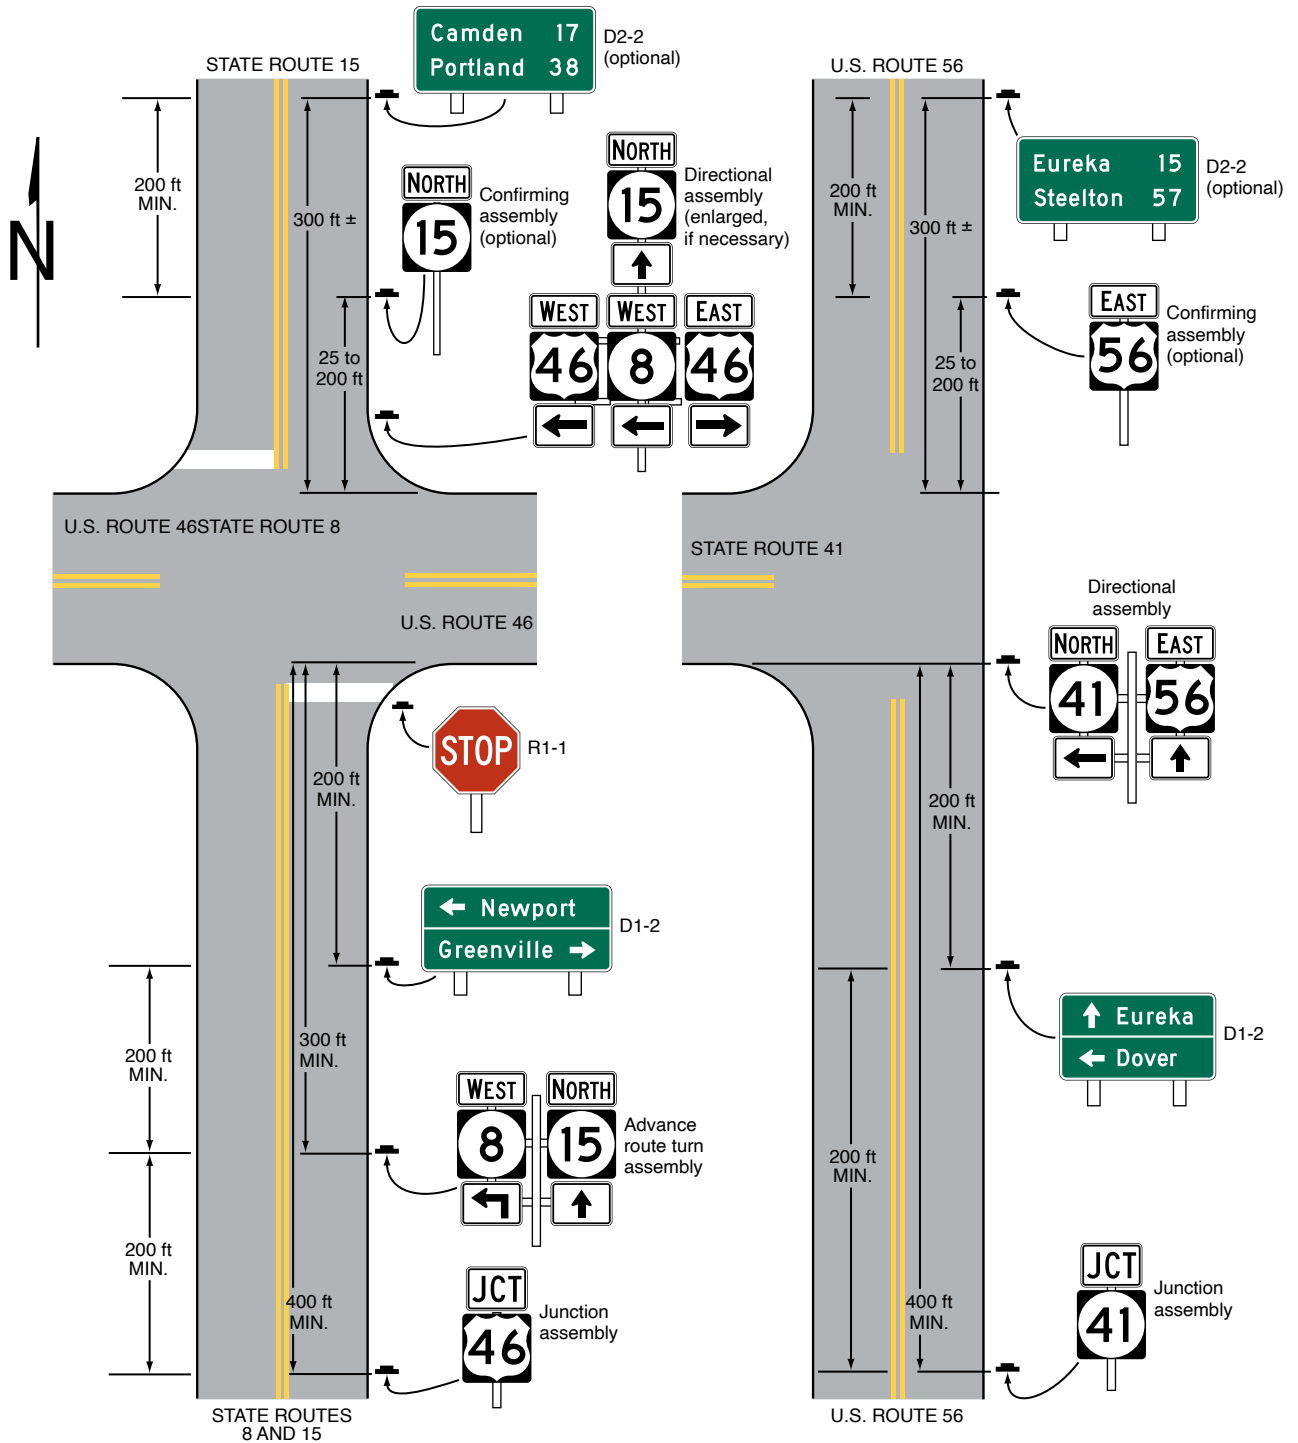 STATE ROUTE 15
Camden 17
Portland 38
D2-2
(optional)
200 ft
MIN.
300 ft ±
N
NORTH
15
Confirming
assembly
(optional)
25 to
200 ft
NORTH
15
Directional
assembly
(enlarged,
if necessary)
WEST WEST EAST
46 8 46
U.S. ROUTE 46STATE ROUTE 8
U.S. ROUTE 46
STOP
R1-1
200 ft
MIN.
Newport
Greenville
D1-2
200 ft
MIN.
300 ft
MIN.
WEST NORTH
8 15
Advance
route turn
assembly
200 ft
MIN.
400 ft
MIN.
JCT
46
Junction
assembly
STATE ROUTES
8 AND 15
U.S. ROUTE 56
200 ft
MIN.
300 ft ±
Eureka 15
Steelton 57
D2-2
(optional)
25 to
200 ft
EAST
56
Confirming
assembly
(optional)
STATE ROUTE 41
Directional
assembly
NORTH EAST
41 56
200 ft
MIN.
Eureka
Dover
D1-2
200 ft
MIN.
400 ft
MIN.
JCT
41
Junction
assembly
U.S. ROUTE 56